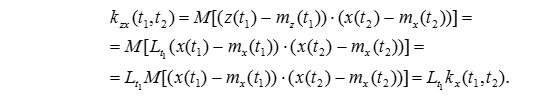 k_{zx}(t_1,t_2) = M[(z(t_1) − m_z(t_1)) · (x(t_2) − m_x(t_2))] =
= M[L_{t_1}(x(t_1) − m_x(t_1)) · (x(t_2) − m_x(t_2))] =
= L_{t_1}M[(x(t_1) − m_x(t_1)) · (x(t_2) − m_x(t_2))] = L_{t_1}k_x(t_1,t_2).